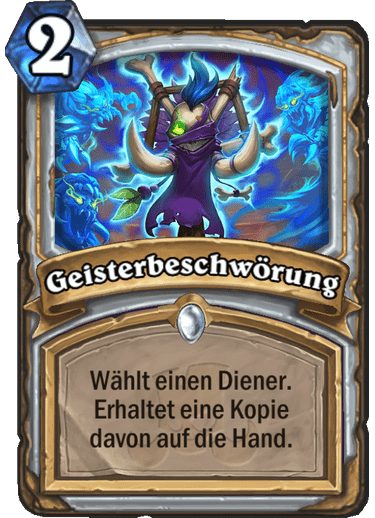 2
Geisterbeschwörung
Wählt einen Diener.
Erhaltet eine Kopie
davon auf die Hand.